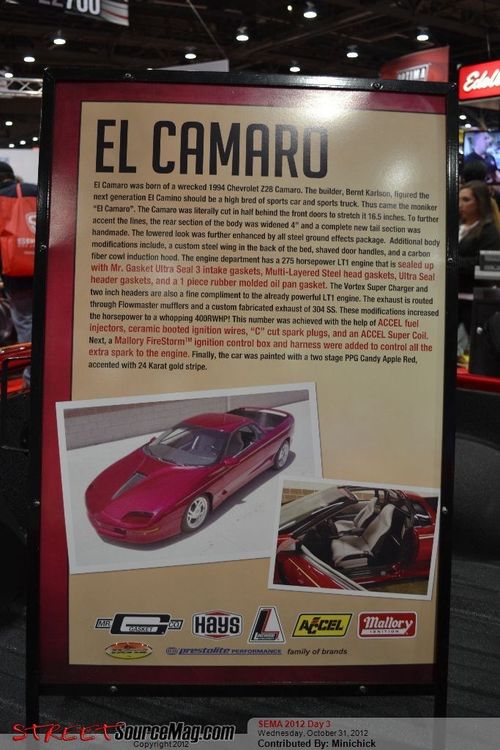 EL CAMARO
El Camaro was born of a wrecked 1994 Chevrolet Z28 Camaro. The builder, Bernt Karlson, figured the
next generation El Camino should be a high bred of sports car and sports truck. Thus came the moniker
"El Camaro". The Camaro was literally cut in half behind the front doors to stretch it 16.5 inches. To further
accent the lines, the rear section of the body was widened 4" and a complete new tail section was
handmade. The lowered look was further enhanced by all steel ground effects package. Additional body
modifications include, a custom steel wing in the back of the bed, shaved door handles, and a carbon
fiber cowl induction hood. The engine department has a 275 horsepower LT1 engine that is sealed up
with Mr. Gasket Ultra Seal 3 intake gaskets, Multi-Layered Steel head gaskets, Ultra Seal
header gaskets, and a 1 piece rubber molded oil pan gasket. The Vortex Super Charger and
two inch headers are also a fine compliment to the already powerful LT1 engine. The exhaust is routed
through Flowmaster mufflers and a custom fabricated exhaust of 304 SS. These modifications increased
the horsepower to a whopping 400RWHP! This number was achieved with the help of ACCEL fuel
injectors, ceramic booted ignition wires, "C" cut spark plugs, and an ACCEL Super Coil.
Next, a Mallory FireStorm™ ignition control box and harness were added to control all the
extra spark to the engine. Finally, the car was painted with a two stage PPG Candy Apple Red,
accented with 24 Karat gold stripe.
MR GASKET CO
HAYS
ACCEL
Mallory
IGNITION
prestolite PERFORMANCE family of brands
STREETSourceMag.com
Copyright 2012
SEMA 2012 Day 3
Wednesday, October 31, 2012
Contributed By: Minichick